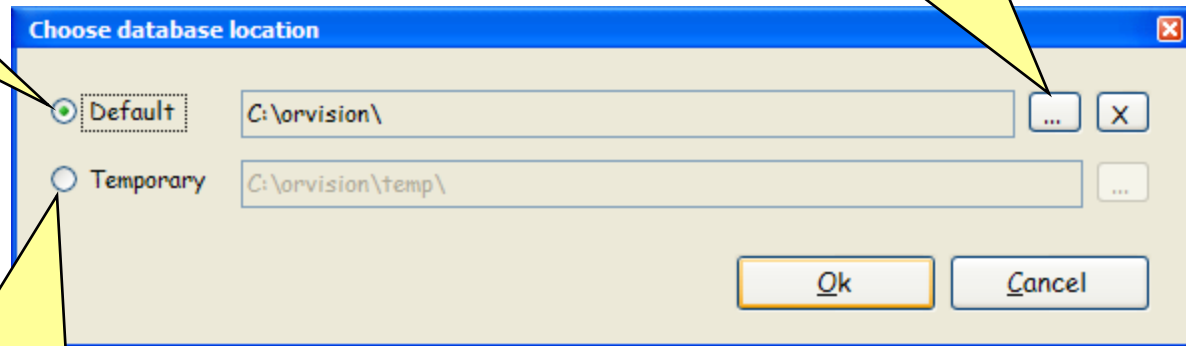 Choose database location
Default C:\orvision\ ... X
Temporary C:\orvision\temp\ ...
Ok Cancel